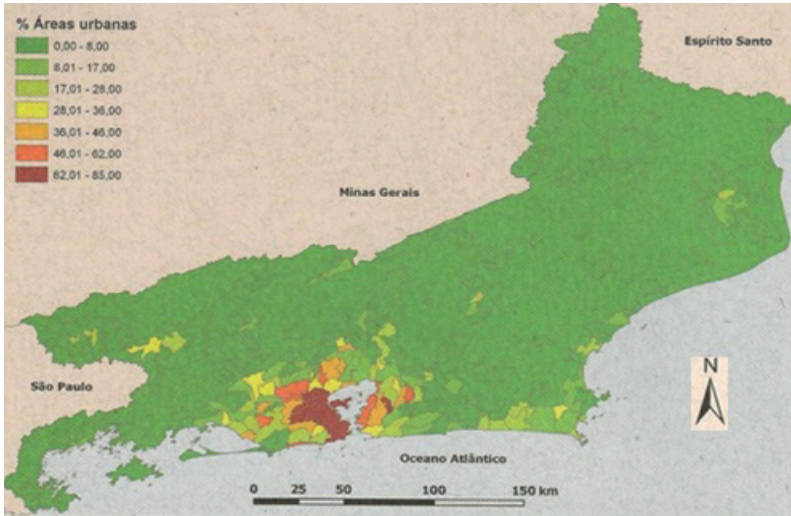 % Áreas urbanas
0,00 - 8,00
8,01 - 17,00
17,01 - 28,00
28,01 - 36,00
36,01 - 46,00
46,01 - 62,00
62,01 - 85,00
Espírito Santo
Minas Gerais
São Paulo
N
Oceano Atlântico
0 25 50 100 150 km